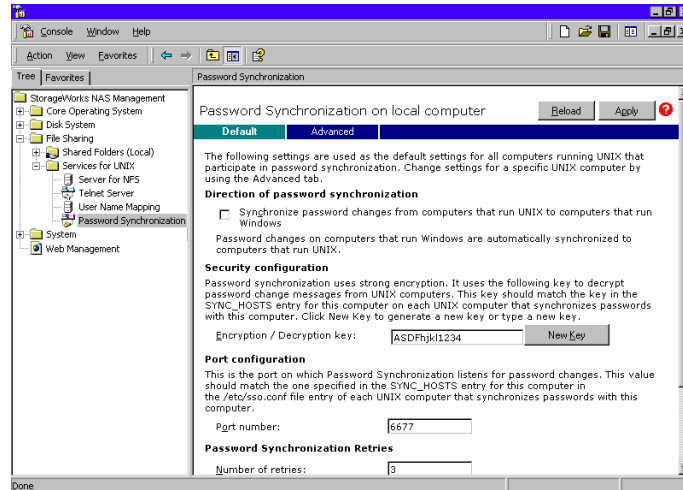 Console Window Help
Action View Favorites
Tree Favorites
Password Synchronization
StorageWorks NAS Management
Core Operating System
Disk System
File Sharing
Shared Folders (Local)
Services for UNIX
Server for NFS
Telnet Server
User Name Mapping
Password Synchronization
System
Web Management
Password Synchronization on local computer
Reload Apply
Default Advanced
The following settings are used as the default settings for all computers running UNIX that
participate in password synchronization. Change settings for a specific UNIX computer by
using the Advanced tab.
Direction of password synchronization
Synchronize password changes from computers that run UNIX to computers that run
Windows
Password changes on computers that run Windows are automatically synchronized to
computers that run UNIX.
Security configuration
Password synchronization uses strong encryption. It uses the following key to decrypt
password change messages from UNIX computers. This key should match the key in the
SYNC_HOSTS entry for this computer on each UNIX computer that synchronizes passwords
with this computer. Click New Key to generate a new key or type a new key.
Encryption / Decryption key: ASDFhjkl1234 New Key
Port configuration
This is the port on which Password Synchronization listens for password changes. This value
should match the one specified in the SYNC_HOSTS entry for this computer in
the /etc/sso.conf file entry of each UNIX computer that synchronizes passwords with this
computer.
Port number: 6677
Password Synchronization Retries
Number of retries: 3
Done